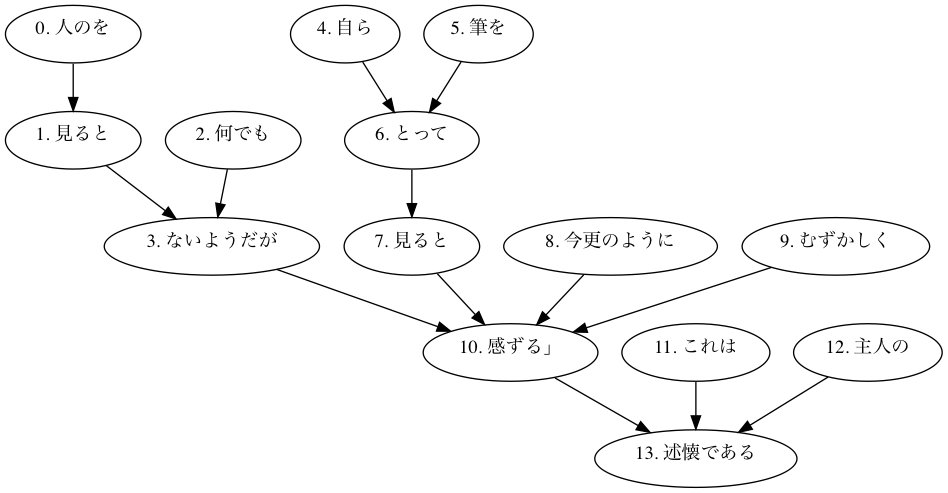 0. 人のを
4. 自ら
5. 筆を
1. 見ると
2. 何でも
6. とって
3. ないようだが
7. 見ると
8. 今更のように
9. むずかしく
10. 感ずる」
11. これは
12. 主人の
13. 述懐である